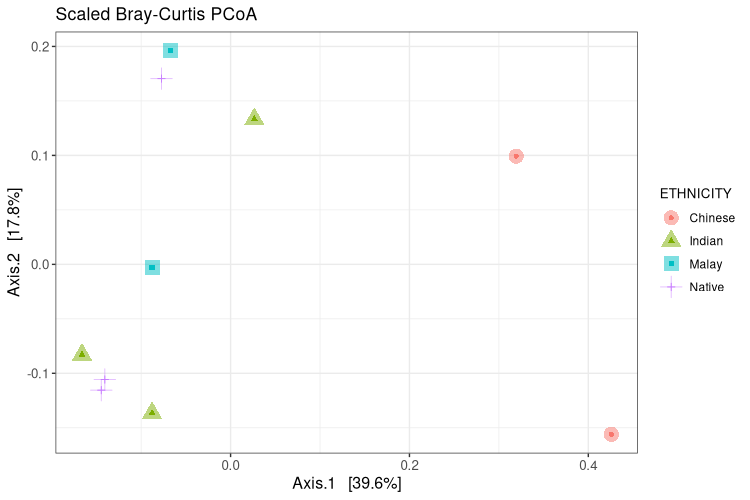 Scaled Bray-Curtis PCoA
Axis.2 [17.8%]
0.2
0.1
0.0
-0.1
0.0 0.2 0.4
Axis.1 [39.6%]
ETHNICITY
Chinese
Indian
Malay
Native